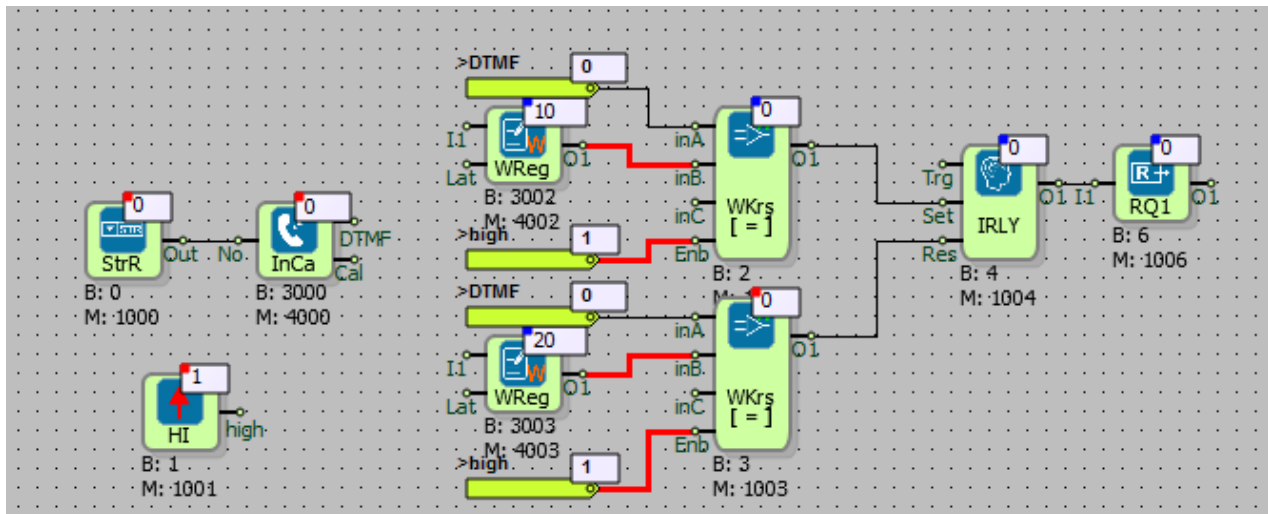 >DTMF 0
10
I.1
Lat
WReg
O1
B: 3002
M: 4002
>high 1
0
inA
inB
inC
Enb
WKrs
[ = ]
O1
B: 2
0
StrR
Out
B: 0
M: 1000
0
No
InCa
DTMF
Cal
B: 3000
M: 4000
1
HI
high
B: 1
M: 1001
>DTMF 0
20
I.1
Lat
WReg
O1
B: 3003
M: 4003
>high 1
0
inA
inB
inC
Enb
WKrs
[ = ]
O1
B: 3
M: 1003
0
Trg
Set
Res
IRLY
O1
B: 4
M: 1004
0
I.1
R
RQ1
O1
B: 6
M: 1006